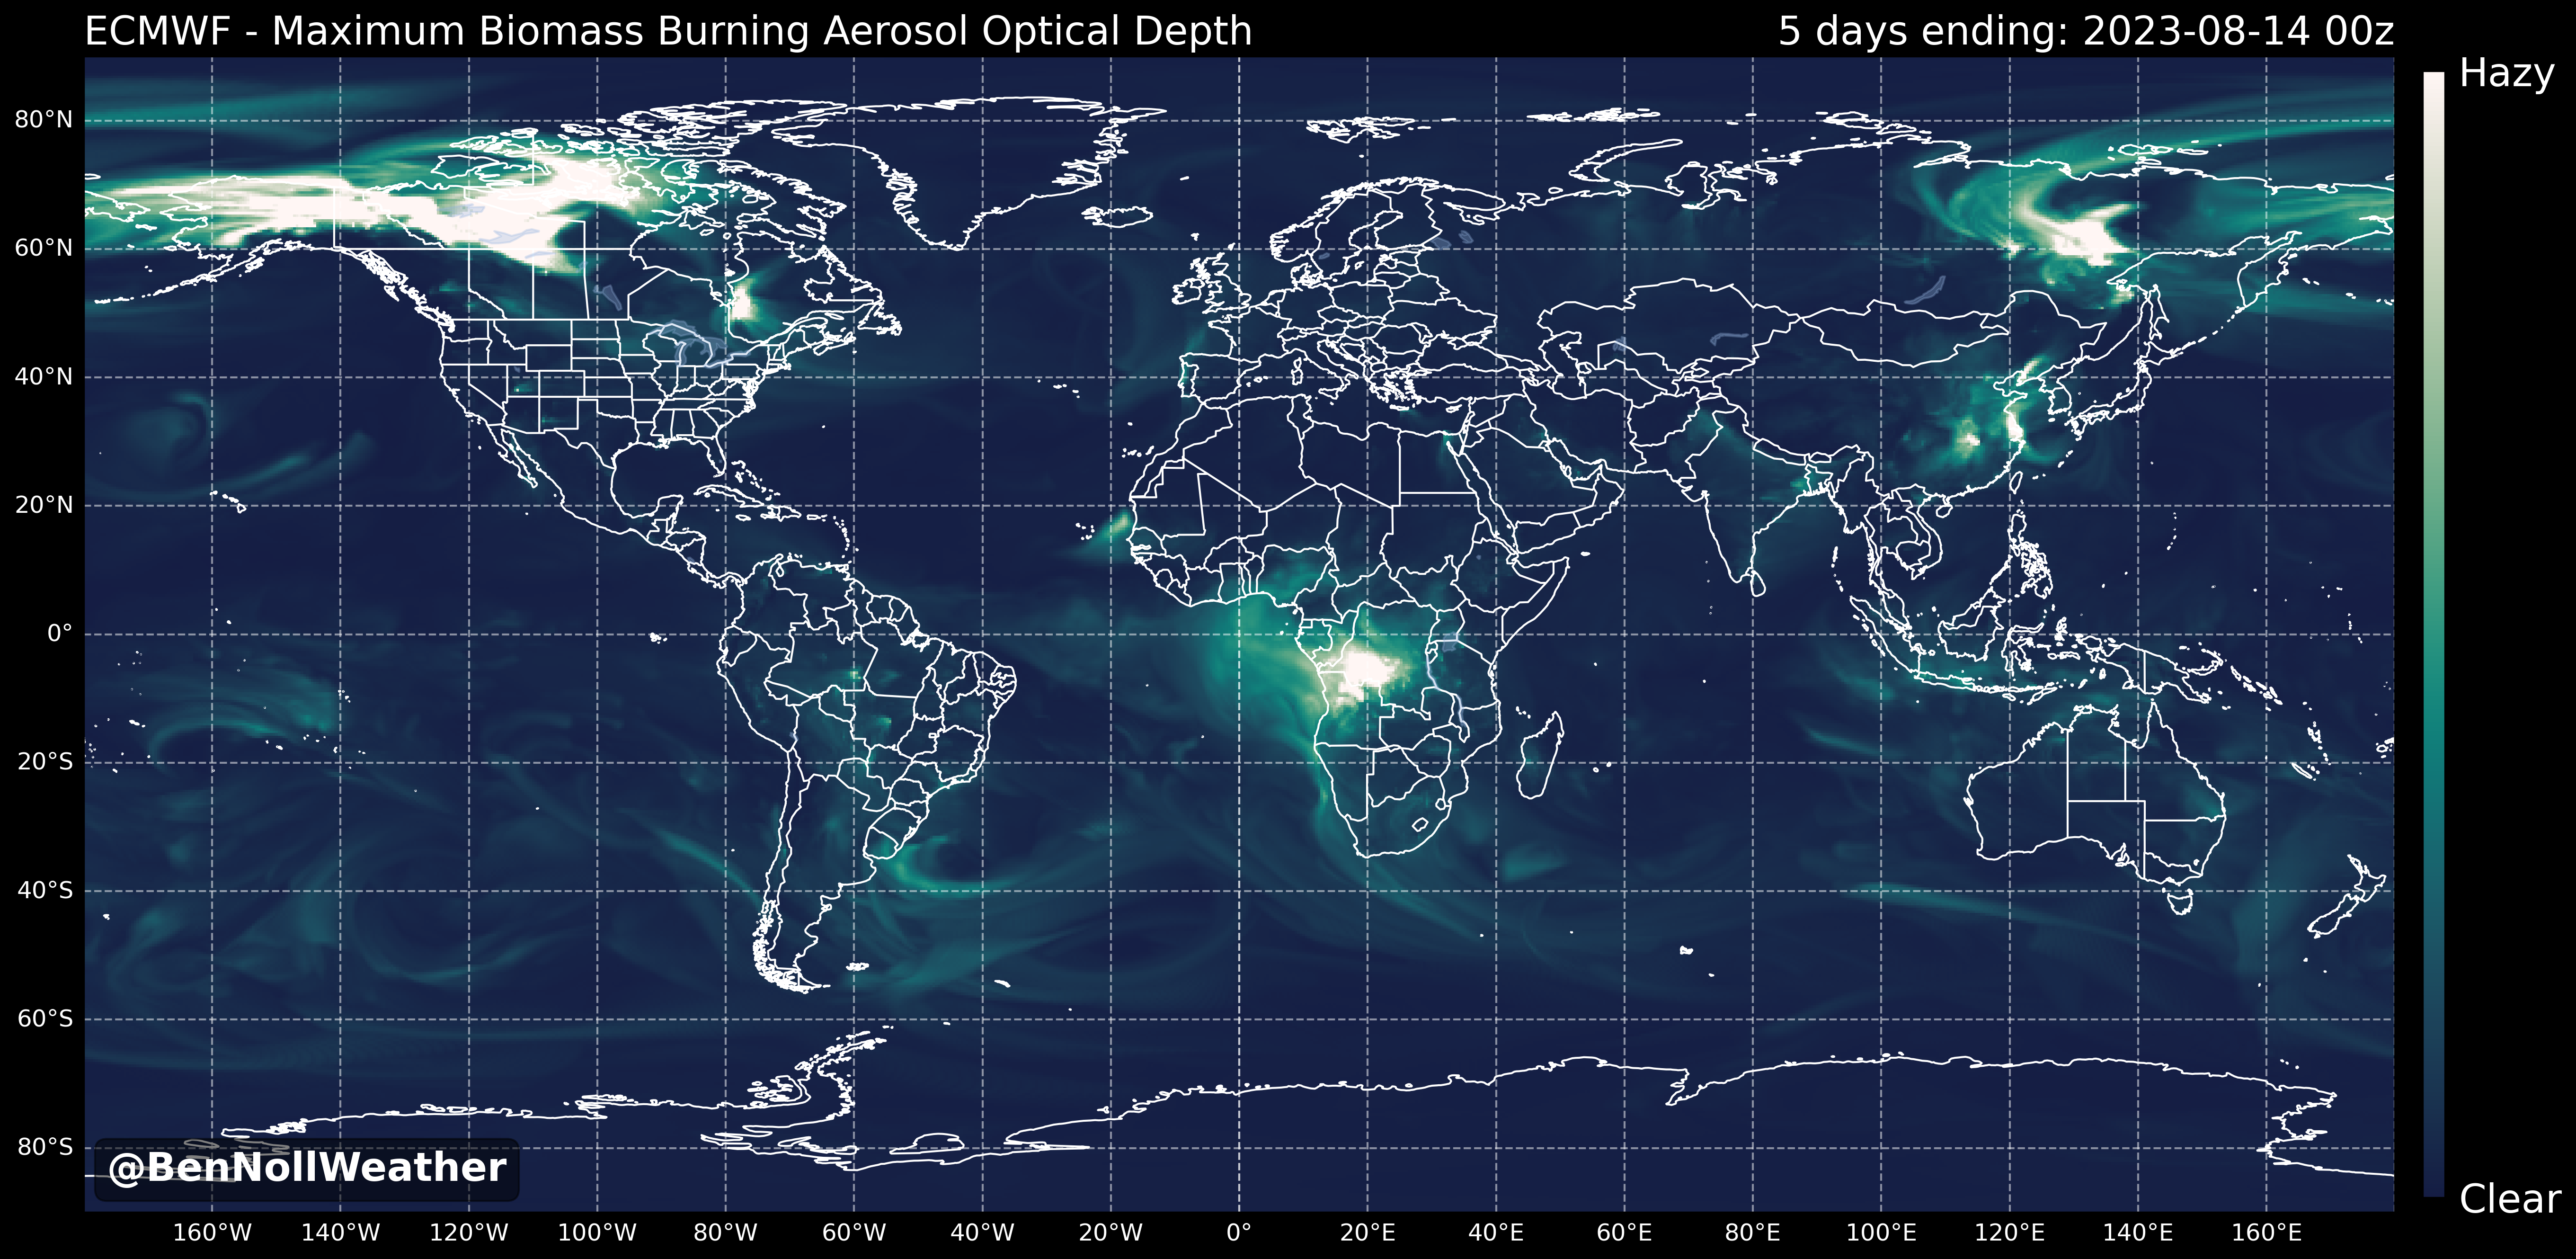 ECMWF - Maximum Biomass Burning Aerosol Optical Depth
5 days ending: 2023-08-14 00z
Hazy
80°N
60°N
40°N
20°N
0°
20°S
40°S
60°S
80°S
@BenNollWeather
Clear
160°W 140°W 120°W 100°W 80°W 60°W 40°W 20°W 0° 20°E 40°E 60°E 80°E 100°E 120°E 140°E 160°E